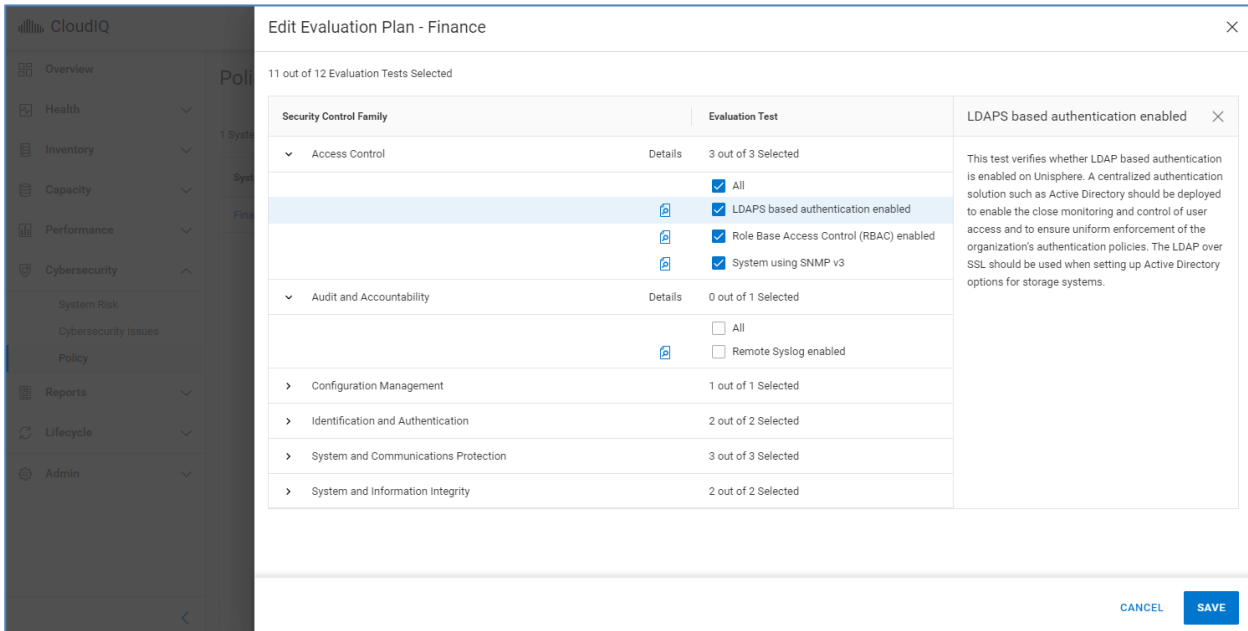 CloudIQ
Overview
Health
Inventory
Capacity
Performance
Cybersecurity
System Risk
Cybersecurity Issues
Policy
Reports
Lifecycle
Admin
Poli
1 Syste
Syst
Fina
Edit Evaluation Plan - Finance
11 out of 12 Evaluation Tests Selected
Security Control Family Evaluation Test
Access Control Details 3 out of 3 Selected
All
LDAPS based authentication enabled
Role Base Access Control (RBAC) enabled
System using SNMP v3
Audit and Accountability Details 0 out of 1 Selected
All
Remote Syslog enabled
Configuration Management 1 out of 1 Selected
Identification and Authentication 2 out of 2 Selected
System and Communications Protection 3 out of 3 Selected
System and Information Integrity 2 out of 2 Selected
LDAPS based authentication enabled
This test verifies whether LDAP based authentication
is enabled on Unisphere. A centralized authentication
solution such as Active Directory should be deployed
to enable the close monitoring and control of user
access and to ensure uniform enforcement of the
organization's authentication policies. The LDAP over
SSL should be used when setting up Active Directory
options for storage systems.
CANCEL SAVE